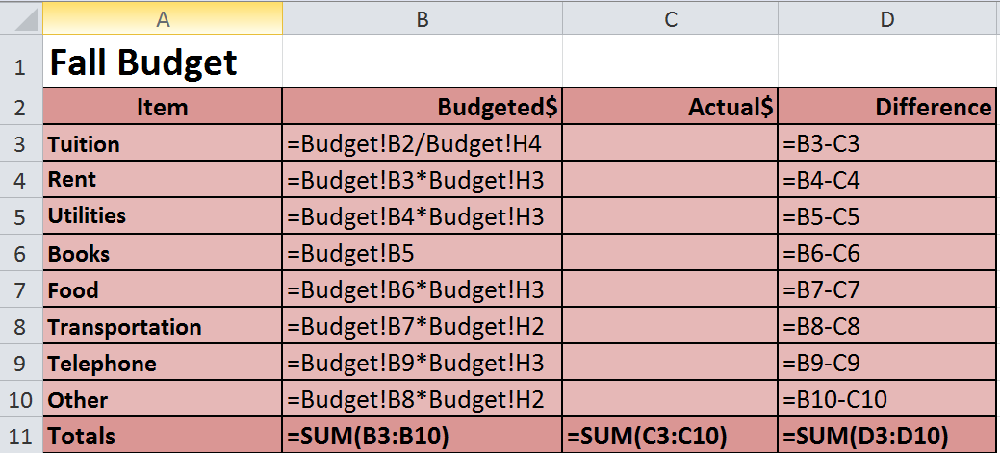 A B C D
1 Fall Budget
2 Item Budgeted$ Actual$ Difference
3 Tuition =Budget!B2/Budget!H4 =B3-C3
4 Rent =Budget!B3*Budget!H3 =B4-C4
5 Utilities =Budget!B4*Budget!H3 =B5-C5
6 Books =Budget!B5 =B6-C6
7 Food =Budget!B6*Budget!H3 =B7-C7
8 Transportation =Budget!B7*Budget!H2 =B8-C8
9 Telephone =Budget!B9*Budget!H3 =B9-C9
10 Other =Budget!B8*Budget!H2 =B10-C10
11 Totals =SUM(B3:B10) =SUM(C3:C10) =SUM(D3:D10)